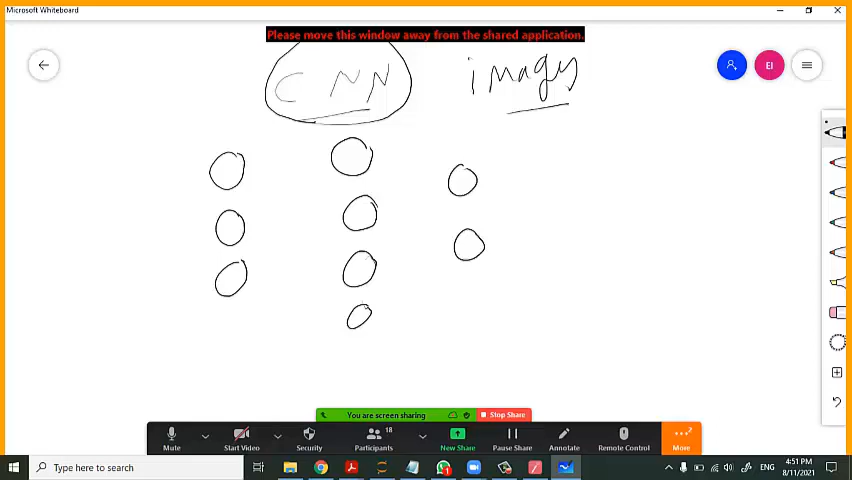 Microsoft Whiteboard
Please move this window away from the shared application.
CNN images
EI
You are screen sharing Stop Share
18
Mute Start Video Security Participants New Share Pause Share Annotate Remote Control More
Type here to search
ENG
4:51 PM
8/11/2021